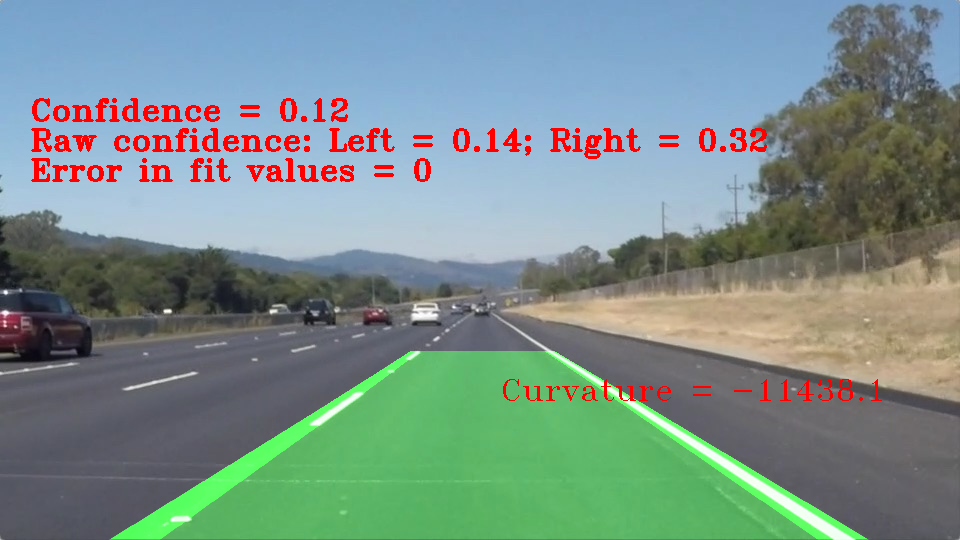 Confidence = 0.12
Raw confidence: Left = 0.14; Right = 0.32
Error in fit values = 0
Curvature = -11438.1